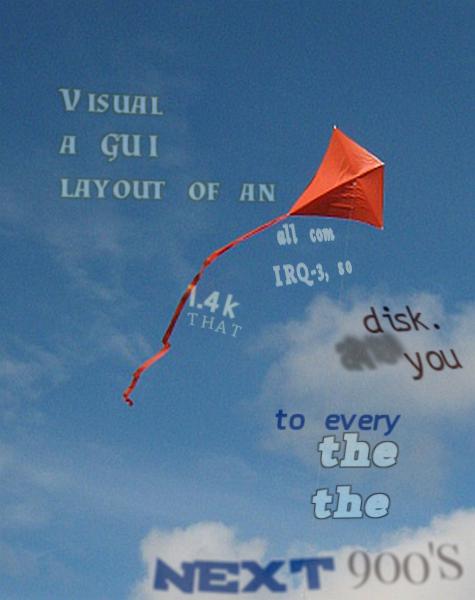 Visual
a GUI
layout of an
all com
IRQ-3, so
1.4k
THAT
disk.
you
to every
the
the
NEXT 900'S